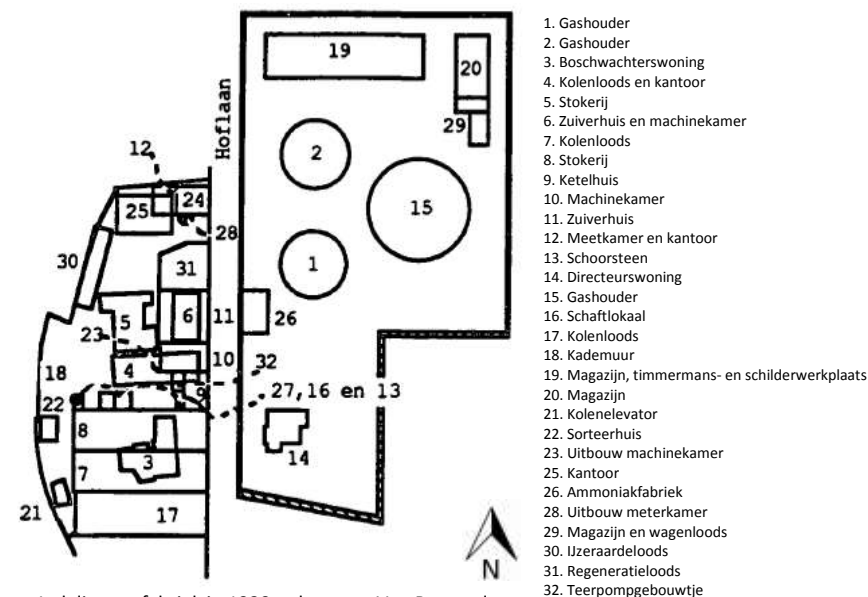 19
20
29
Hoflaan
2
15
1
12
24
25
28
30
31
6
11
26
5
23
10
32
4
18
9
27,16 en 13
22
8
3
14
7
21
17
N
1. Gashouder
2. Gashouder
3. Boschwachterswoning
4. Kolenloods en kantoor
5. Stokerij
6. Zuiverhuis en machinekamer
7. Kolenloods
8. Stokerij
9. Ketelhuis
10. Machinekamer
11. Zuiverhuis
12. Meetkamer en kantoor
13. Schoorsteen
14. Directeurswoning
15. Gashouder
16. Schaftlokaal
17. Kolenloods
18. Kademuur
19. Magazijn, timmermans- en schilderwerkplaats
20. Magazijn
21. Kolenelevator
22. Sorteerhuis
23. Uitbouw machinekamer
25. Kantoor
26. Ammoniakfabriek
28. Uitbouw meterkamer
29. Magazijn en wagenloods
30. IJzeraardeloods
31. Regeneratieloods
32. Teerpompgebouwtje